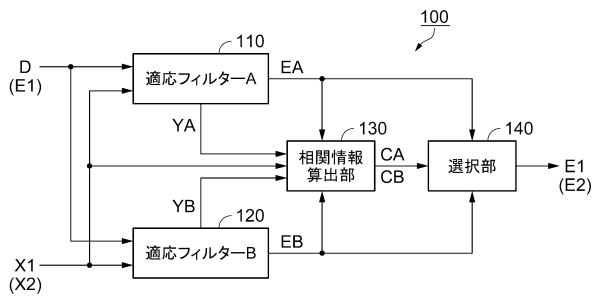 100
D
(E1)
110
適応フィルターA
EA
YA
130
相関情報
算出部
CA
CB
140
選択部
E1
(E2)
YB
120
適応フィルターB
EB
X1
(X2)